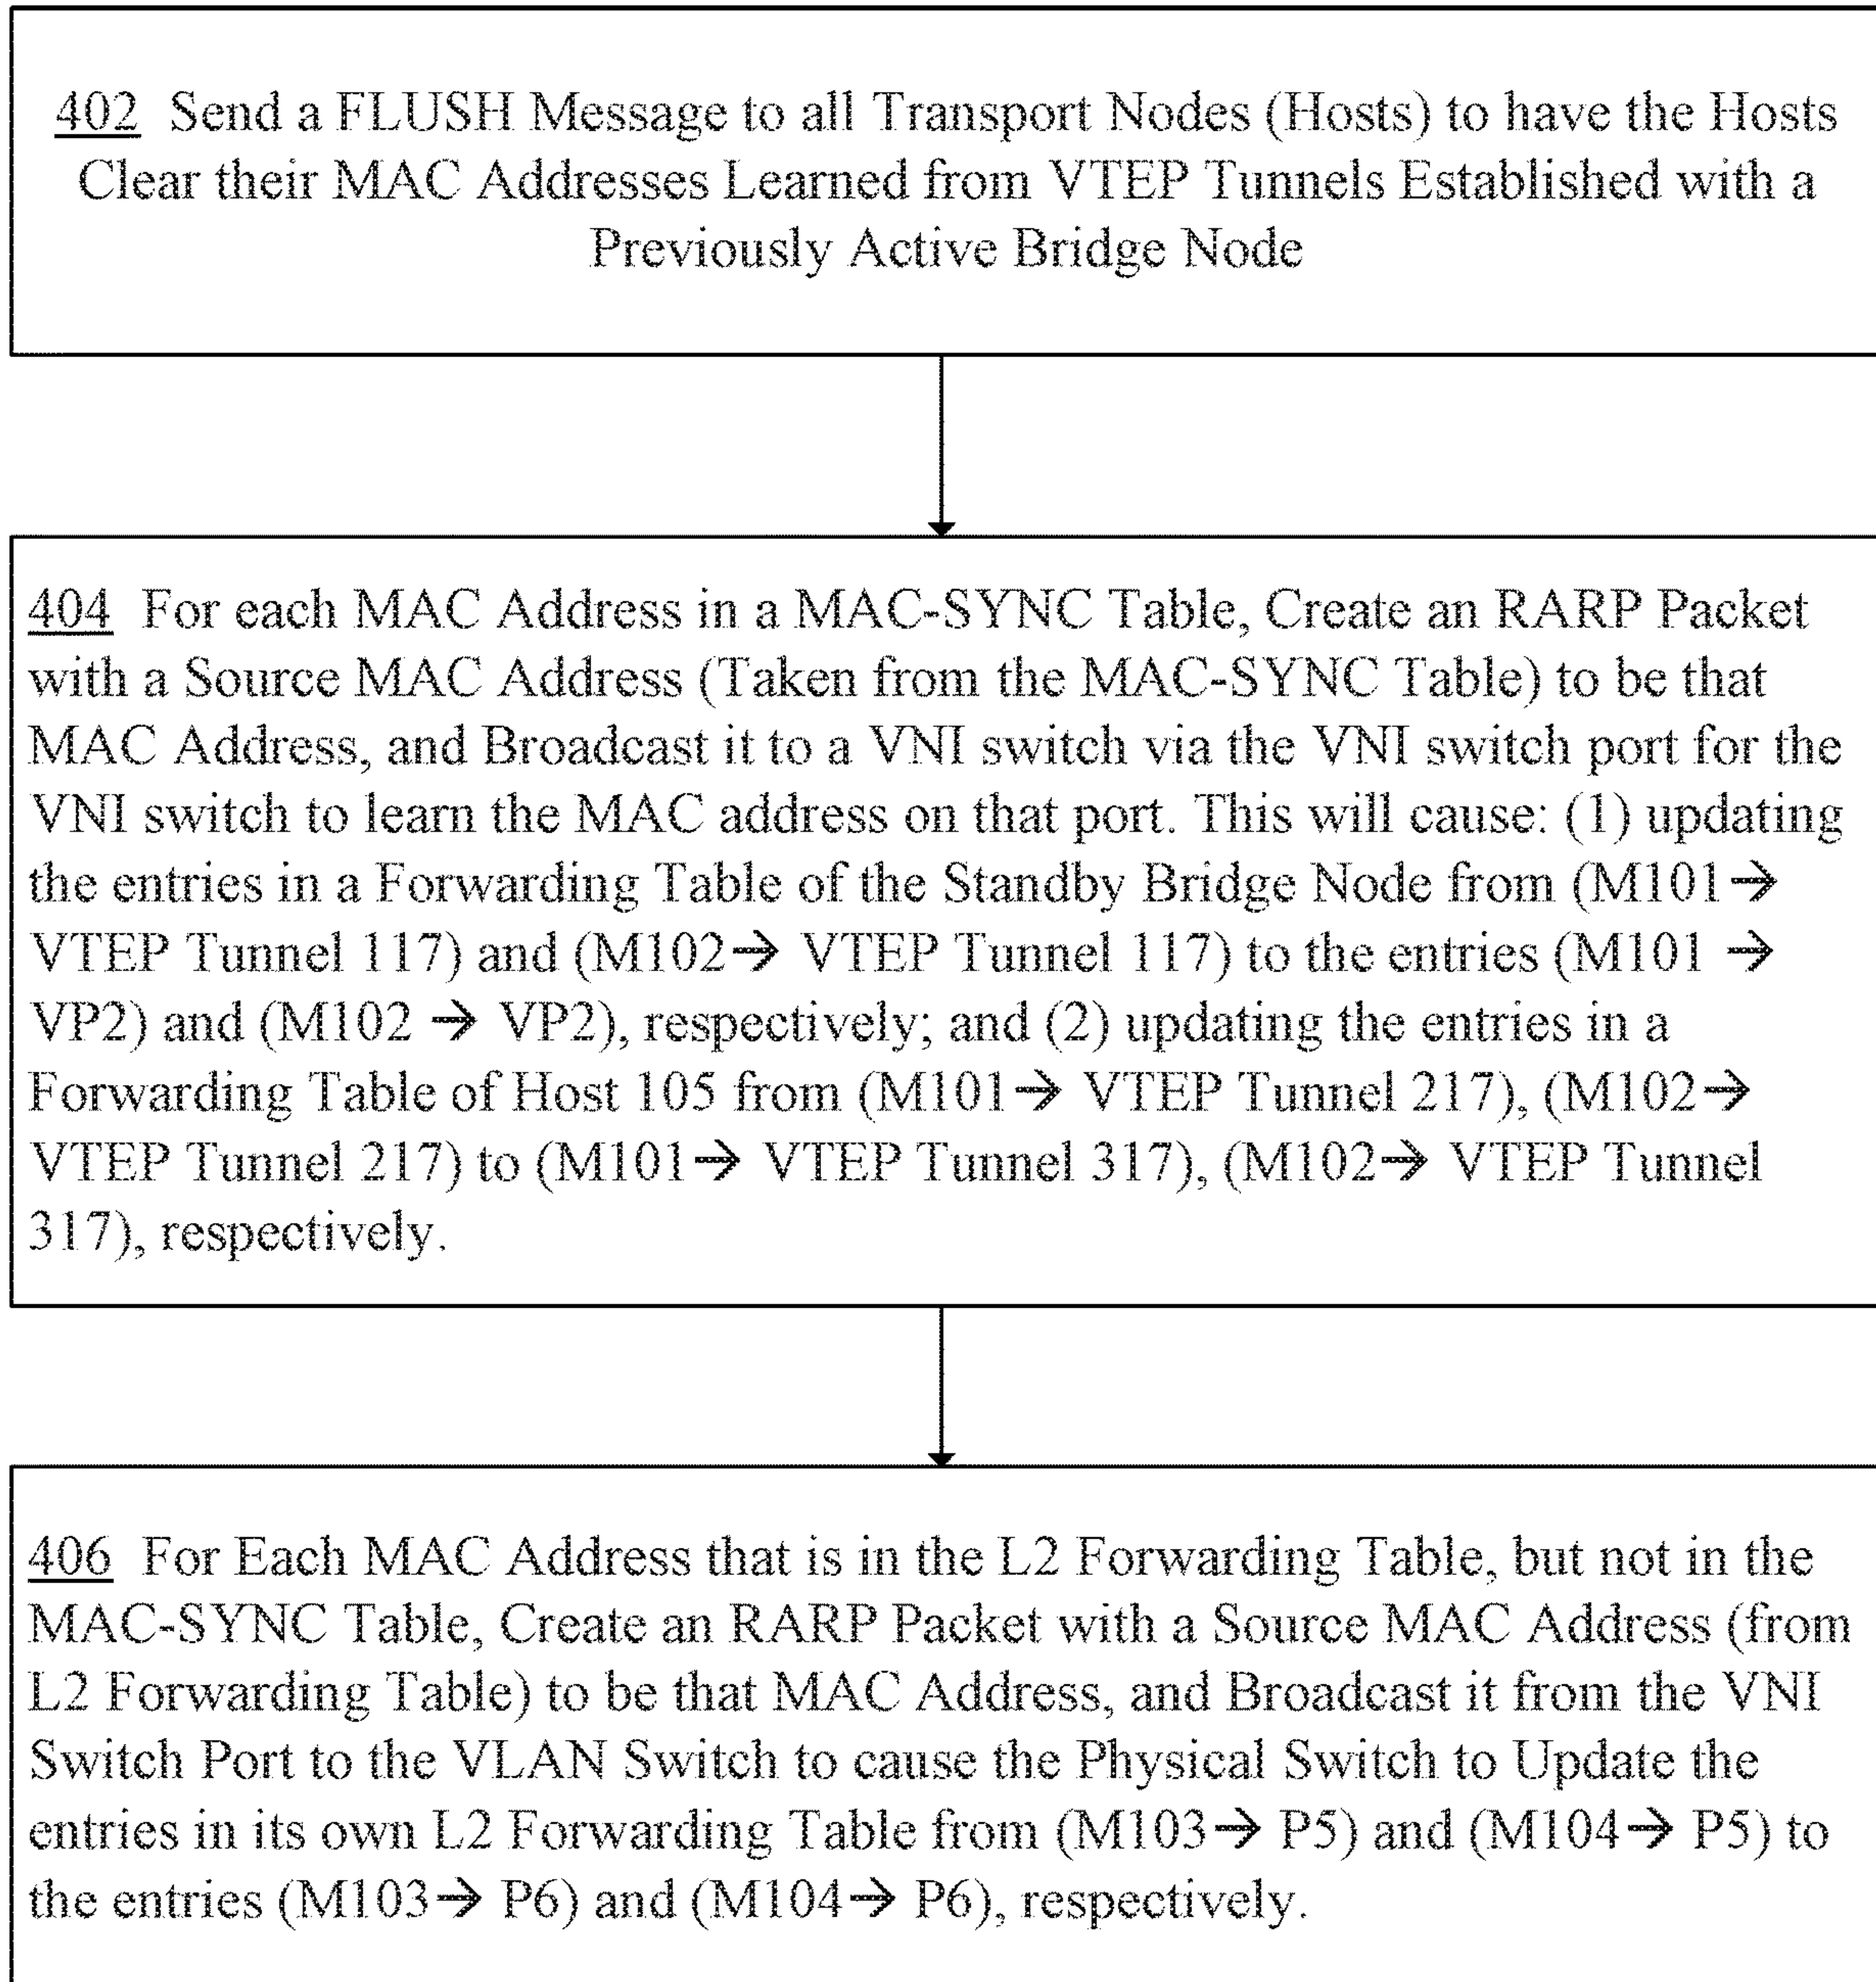 402 Send a FLUSH Message to all Transport Nodes (Hosts) to have the Hosts
Clear their MAC Addresses Learned from VTEP Tunnels Established with a
Previously Active Bridge Node
404 For each MAC Address in a MAC-SYNC Table, Create an RARP Packet
with a Source MAC Address (Taken from the MAC-SYNC Table) to be that
MAC Address, and Broadcast it to a VNI switch via the VNI switch port for the
VNI switch to learn the MAC address on that port. This will cause: (1) updating
the entries in a Forwarding Table of the Standby Bridge Node from (M101→
VTEP Tunnel 117) and (M102→ VTEP Tunnel 117) to the entries (M101 →
VP2) and (M102 → VP2), respectively; and (2) updating the entries in a
Forwarding Table of Host 105 from (M101→ VTEP Tunnel 217), (M102→
VTEP Tunnel 217) to (M101→ VTEP Tunnel 317), (M102→ VTEP Tunnel
317), respectively.
406 For Each MAC Address that is in the L2 Forwarding Table, but not in the
MAC-SYNC Table, Create an RARP Packet with a Source MAC Address (from
L2 Forwarding Table) to be that MAC Address, and Broadcast it from the VNI
Switch Port to the VLAN Switch to cause the Physical Switch to Update the
entries in its own L2 Forwarding Table from (M103→ P5) and (M104→ P5) to
the entries (M103→ P6) and (M104→ P6), respectively.